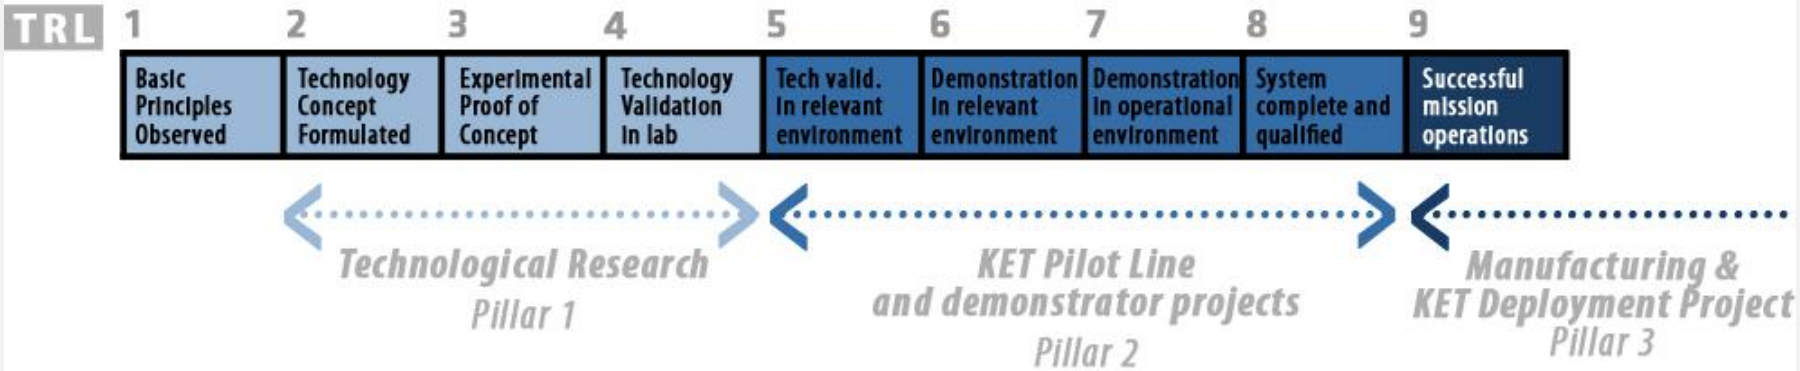 TRL 1 2 3 4 5 6 7 8 9
Basic
Principles
Observed
Technology
Concept
Formulated
Experimental
Proof of
Concept
Technology
Validation
in lab
Tech valid.
in relevant
environment
Demonstration
in relevant
environment
Demonstration
in operational
environment
System
complete and
qualified
Successful
mission
operations
Technological Research
Pillar 1
KET Pilot Line
and demonstrator projects
Pillar 2
Manufacturing &
KET Deployment Project
Pillar 3